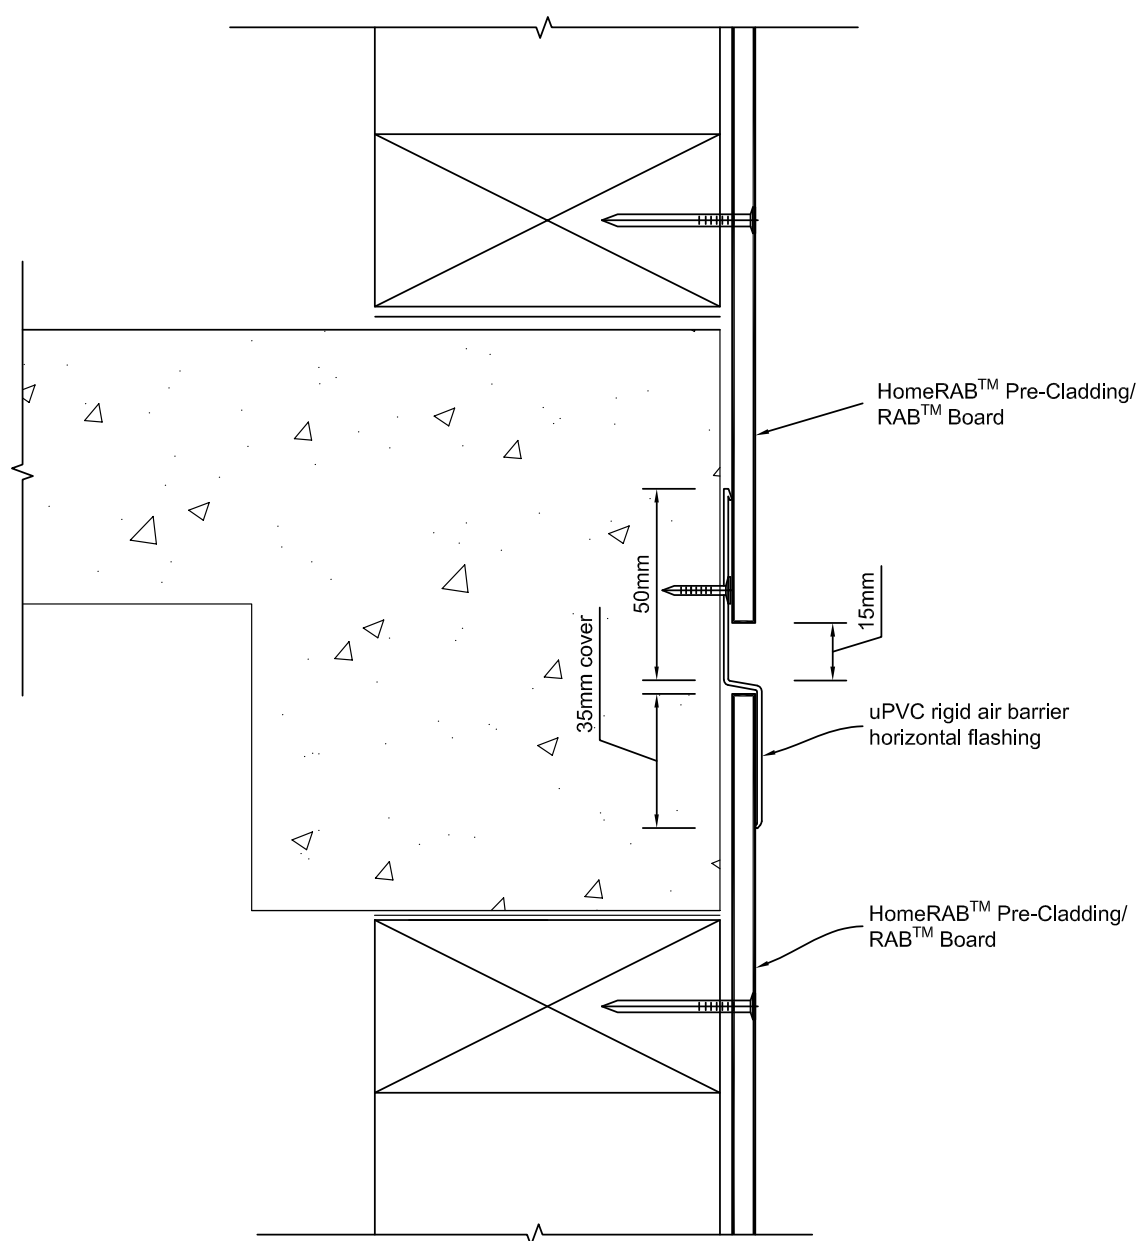 HomeRAB™ Pre-Cladding/
RAB™ Board
50mm
15mm
35mm cover
uPVC rigid air barrier
horizontal flashing
HomeRAB™ Pre-Cladding/
RAB™ Board